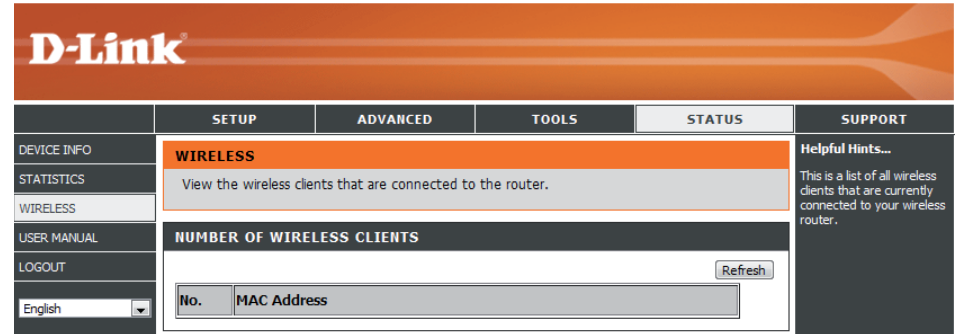 D-Link
SETUP ADVANCED TOOLS STATUS SUPPORT
DEVICE INFO
STATISTICS
WIRELESS
USER MANUAL
LOGOUT
English
WIRELESS
View the wireless clients that are connected to the router.
NUMBER OF WIRELESS CLIENTS
Refresh
No. MAC Address
Helpful Hints...
This is a list of all wireless
clients that are currently
connected to your wireless
router.